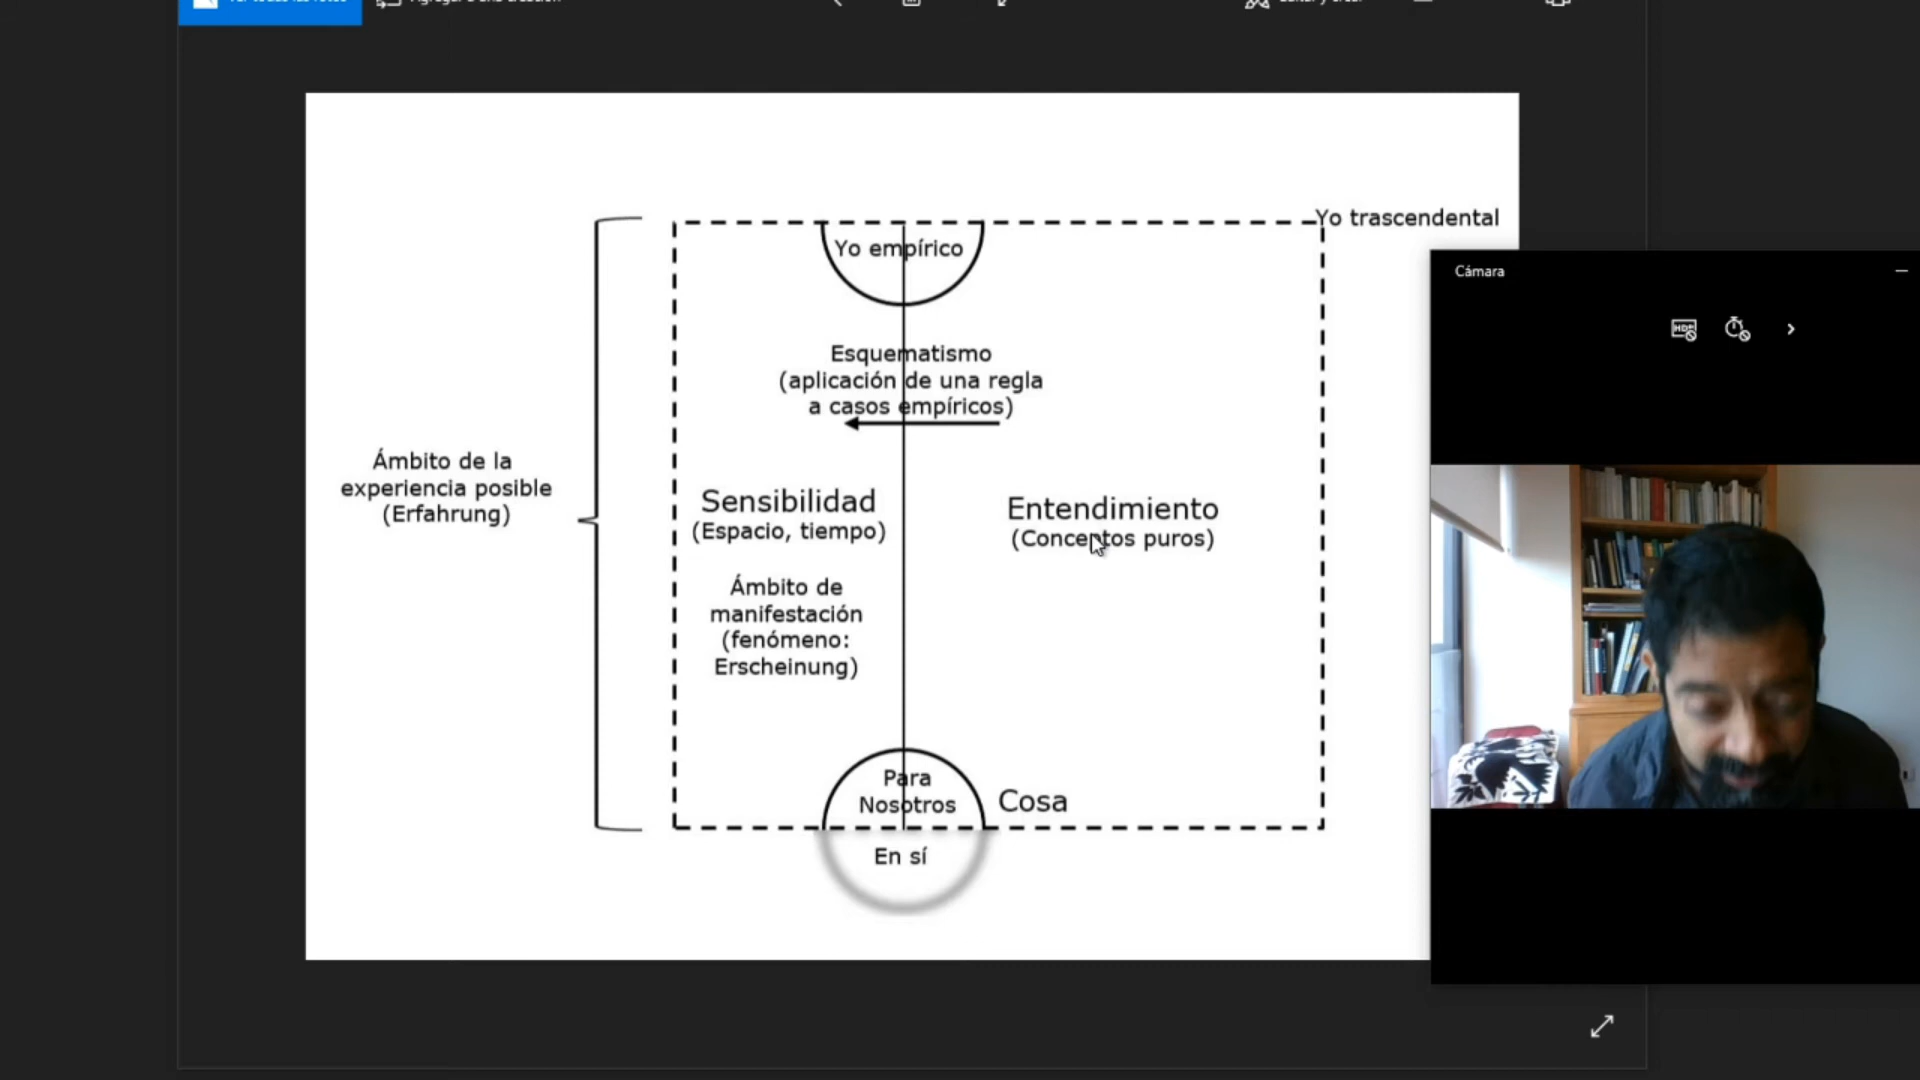 Yo trascendental
Yo empírico
Esquematismo
(aplicación de una regla
a casos empíricos)
Ámbito de la
experiencia posible
(Erfahrung)
Sensibilidad
(Espacio, tiempo)
Entendimiento
(Conceptos puros)
Ámbito de
manifestación
(fenómeno:
Erscheinung)
Para
Nosotros
Cosa
En sí
Cámara
HDR